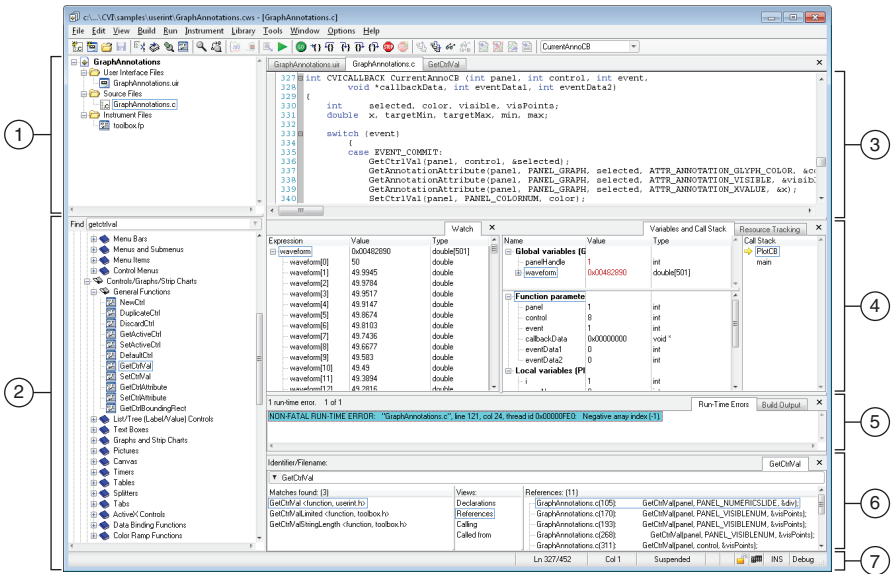 c:\...\CVI\samples\userint\GraphAnnotations.cws - [GraphAnnotations.c]
File Edit View Build Run Instrument Library Tools Window Options Help
CurrentAnnoCB
GraphAnnotations
User Interface Files
GraphAnnotations.uir
Source Files
GraphAnnotations.c
Instrument Files
toolbox.fp
1
GraphAnnotations.uir GraphAnnotations.c GetCtrlVal
327 int CVICALLBACK CurrentAnnoCB (int panel, int control, int event,
328 void *callbackData, int eventData1, int eventData2)
329 {
330 int selected, color, visible, visPoints;
331 double x, targetMin, targetMax, min, max;
332
333 switch (event)
334 {
335 case EVENT_COMMIT:
336 GetCtrlVal(panel, control, &selected);
337 GetAnnotationAttribute(panel, PANEL_GRAPH, selected, ATTR_ANNOTATION_GLYPH_COLOR, &co
338 GetAnnotationAttribute(panel, PANEL_GRAPH, selected, ATTR_ANNOTATION_VISIBLE, &visibl
339 GetAnnotationAttribute(panel, PANEL_GRAPH, selected, ATTR_ANNOTATION_XVALUE, &x);
340 SetCtrlVal(panel, PANEL_COLORNUM, color);
3
Find getctrlval
Menu Bars
Menus and Submenus
Menu Items
Control Menus
Controls/Graphs/Strip Charts
General Functions
NewCtrl
DuplicateCtrl
DiscardCtrl
GetActiveCtrl
SetActiveCtrl
DefaultCtrl
GetCtrlVal
SetCtrlVal
GetCtrlAttribute
SetCtrlAttribute
GetCtrlBoundingRect
List/Tree (Label/Value) Controls
Text Boxes
Graphs and Strip Charts
Pictures
Canvas
Timers
Tables
Splitters
Tabs
ActiveX Controls
Data Binding Functions
Color Ramp Functions
2
Watch
Expression Value Type
waveform 0x00482890 double[501]
waveform[0] 50 double
waveform[1] 49.9945 double
waveform[2] 49.9784 double
waveform[3] 49.9517 double
waveform[4] 49.9147 double
waveform[5] 49.8674 double
waveform[6] 49.8103 double
waveform[7] 49.7436 double
waveform[8] 49.6677 double
waveform[9] 49.583 double
waveform[10] 49.49 double
waveform[11] 49.3894 double
waveform[12] 49.2816 double
Variables and Call Stack Resource Tracking
Name Value Type
Global variables (G
panelHandle 1 int
waveform 0x00482890 double[501]
Function paramete
panel 1 int
control 8 int
event 1 int
callbackData 0x00000000 void *
eventData1 0 int
eventData2 0 int
Local variables (Pl
i 1 int
Call Stack
PlotCB
main
4
1 run-time error. 1 of 1
Run-Time Errors Build Output
NON-FATAL RUN-TIME ERROR: "GraphAnnotations.c", line 121, col 24, thread id 0x00000FE0: Negative array index (-1).
5
Identifier/Filename:
GetCtrlVal
GetCtrlVal
Matches found: (3)
GetCtrlVal <function, userint.h>
GetCtrlValLimited <function, toolbox.h>
GetCtrlValStringLength <function, toolbox.h>
Views:
Declarations
References
Calling
Called from
References: (11)
GraphAnnotations.c(105): GetCtrlVal(panel, PANEL_NUMERICSLIDE, &div);
GraphAnnotations.c(170): GetCtrlVal(panel, PANEL_VISIBLENUM, &visPoints);
GraphAnnotations.c(193): GetCtrlVal(panel, PANEL_VISIBLENUM, &visPoints);
GraphAnnotations.c(268): GetCtrlVal(panel, PANEL_VISIBLENUM, &visPoints);
GraphAnnotations.c(311): GetCtrlVal(panel, control, &visPoints);
6
Ln 327/452 Col 1 Suspended INS Debug
7